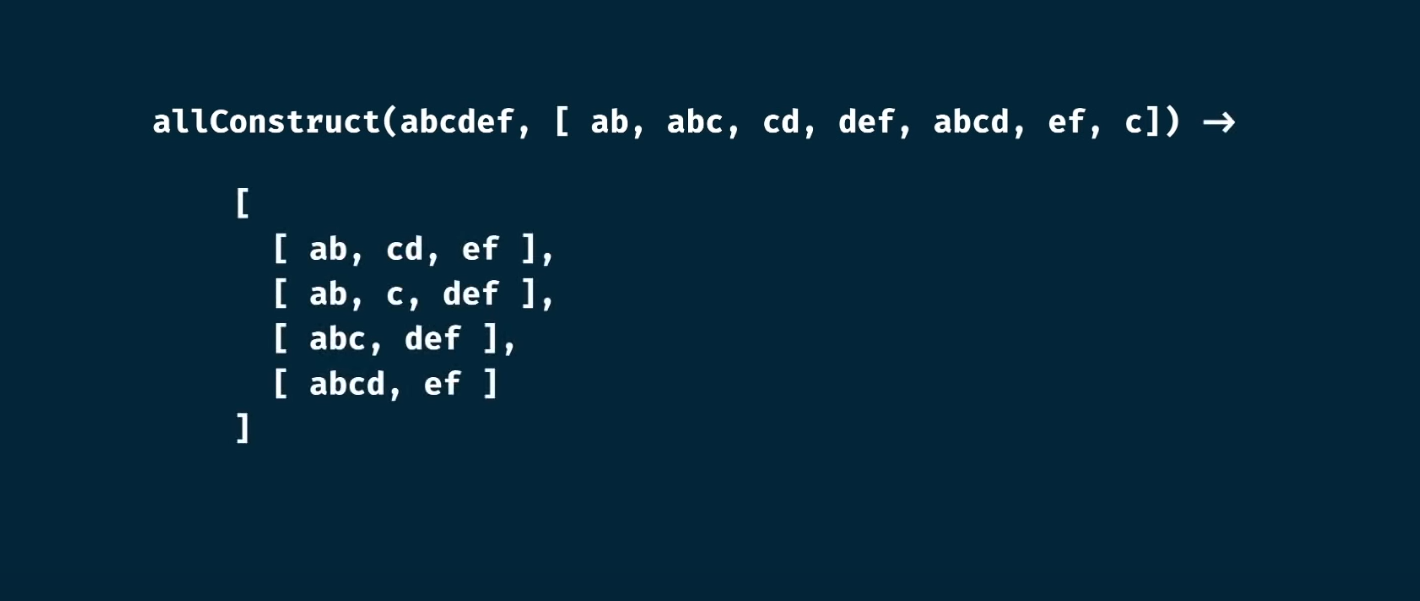 allConstruct(abcdef, [ ab, abc, cd, def, abcd, ef, c]) →
[
[ ab, cd, ef ],
[ ab, c, def ],
[ abc, def ],
[ abcd, ef ]
]